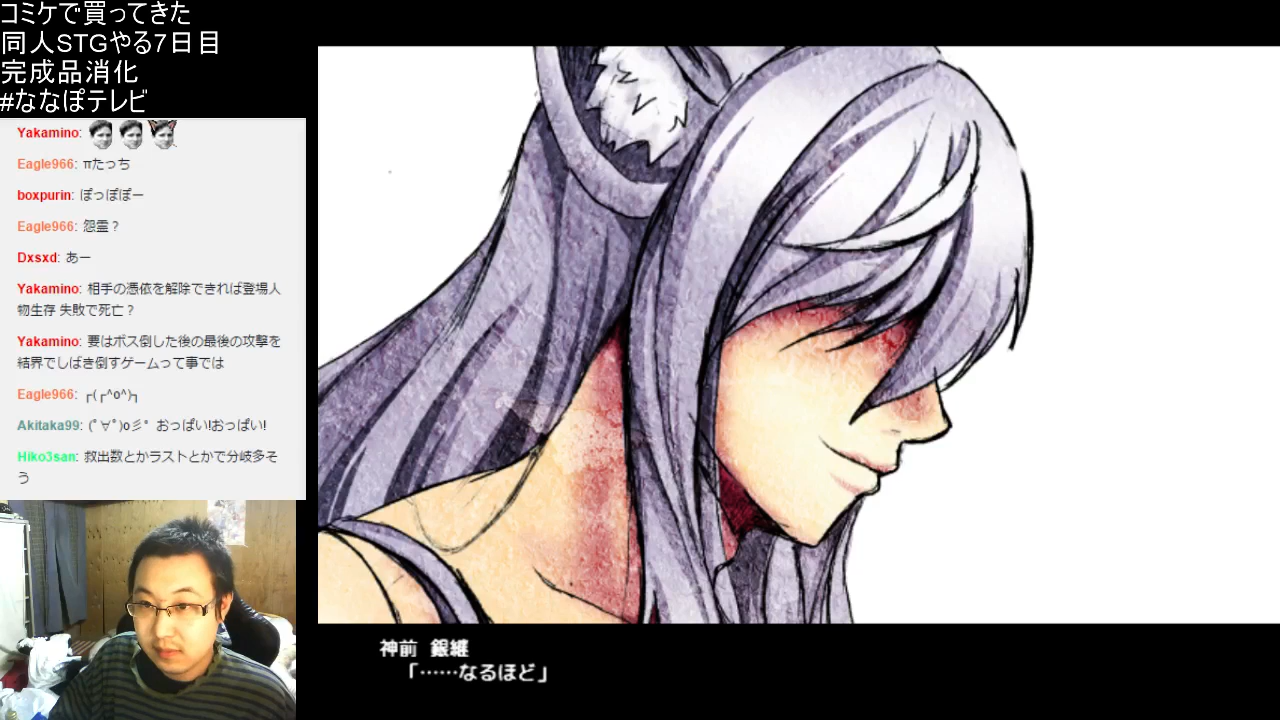 コミケで買ってきた
同人STGやる7日目
完成品消化
#ななぽテレビ
Yakamino:
Eagle966: πたっち
boxpurin: ぽっぽぽー
Eagle966: 怨霊？
Dxsxd: あー
Yakamino: 相手の憑依を解除できれば登場人
物生存 失敗で死亡？
Yakamino: 要はボス倒した後の最後の攻撃を
結界でしばき倒すゲームって事では
Eagle966: ┌(┌^o^)┐
Akitaka99: (ﾟ∀ﾟ)o彡ﾟ おっぱい!おっぱい!
Hiko3san: 救出数とかラストとかで分岐多そ
う
神前 銀継
「……なるほど」